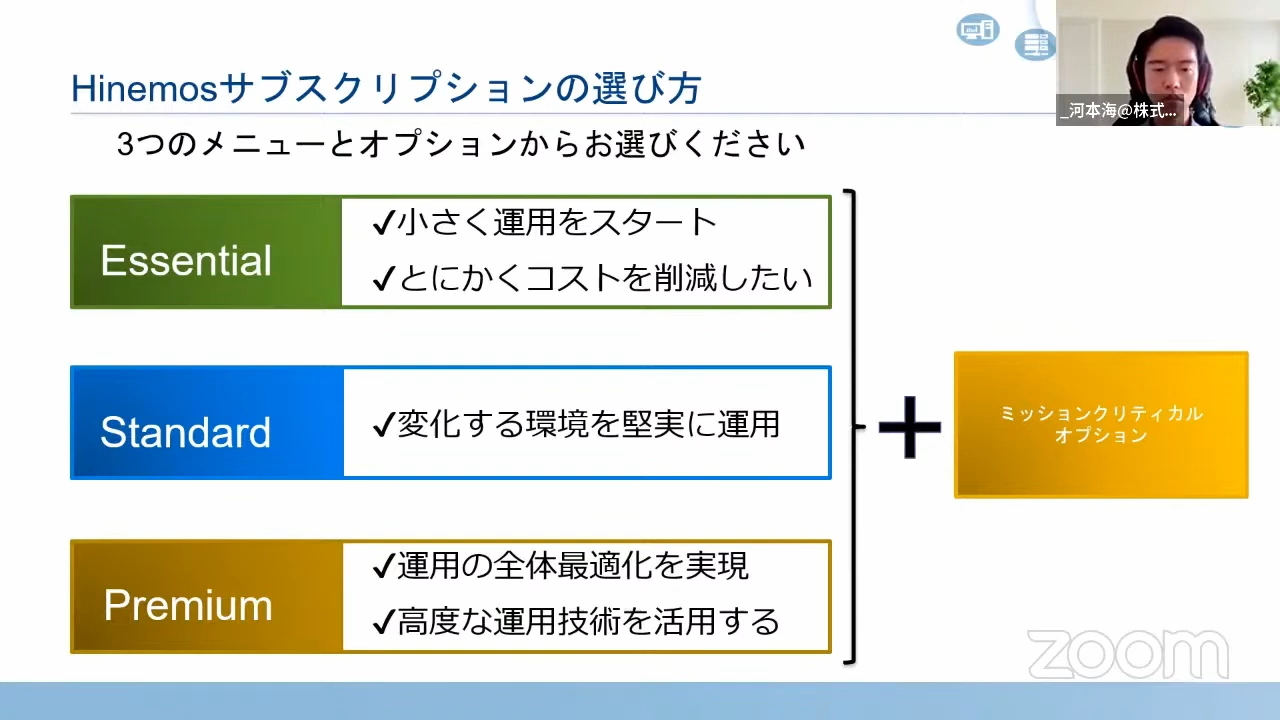 Hinemosサブスクリプションの選び方
_河本海@株式...
3つのメニューとオプションからお選びください
Essential
✓小さく運用をスタート
✓とにかくコストを削減したい
Standard
✓変化する環境を堅実に運用
ミッションクリティカル
オプション
Premium
✓運用の全体最適化を実現
✓高度な運用技術を活用する
zoom